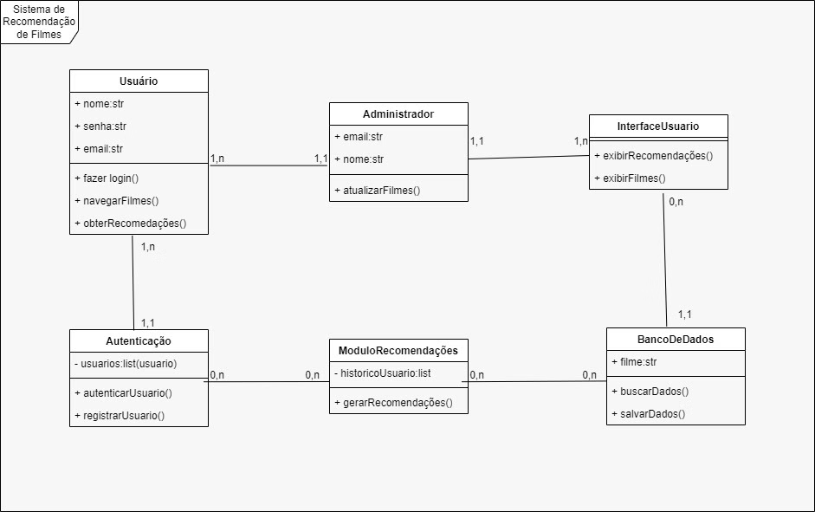 Sistema de
Recomendação
de Filmes
Usuário
+ nome:str
+ senha:str
+ email:str
+ fazer login()
+ navegarFilmes()
+ obterRecomedações()
1,n
1,1
Administrador
+ email:str
+ nome:str
+ atualizarFilmes()
1,1
1,n
InterfaceUsuario
+ exibirRecomendações()
+ exibirFilmes()
1,n
1,1
0,n
1,1
Autenticação
- usuarios:list(usuario)
+ autenticarUsuario()
+ registrarUsuario()
0,n
0,n
ModuloRecomendações
- historicoUsuario:list
+ gerarRecomendações()
0,n
0,n
BancoDeDados
+ filme:str
+ buscarDados()
+ salvarDados()